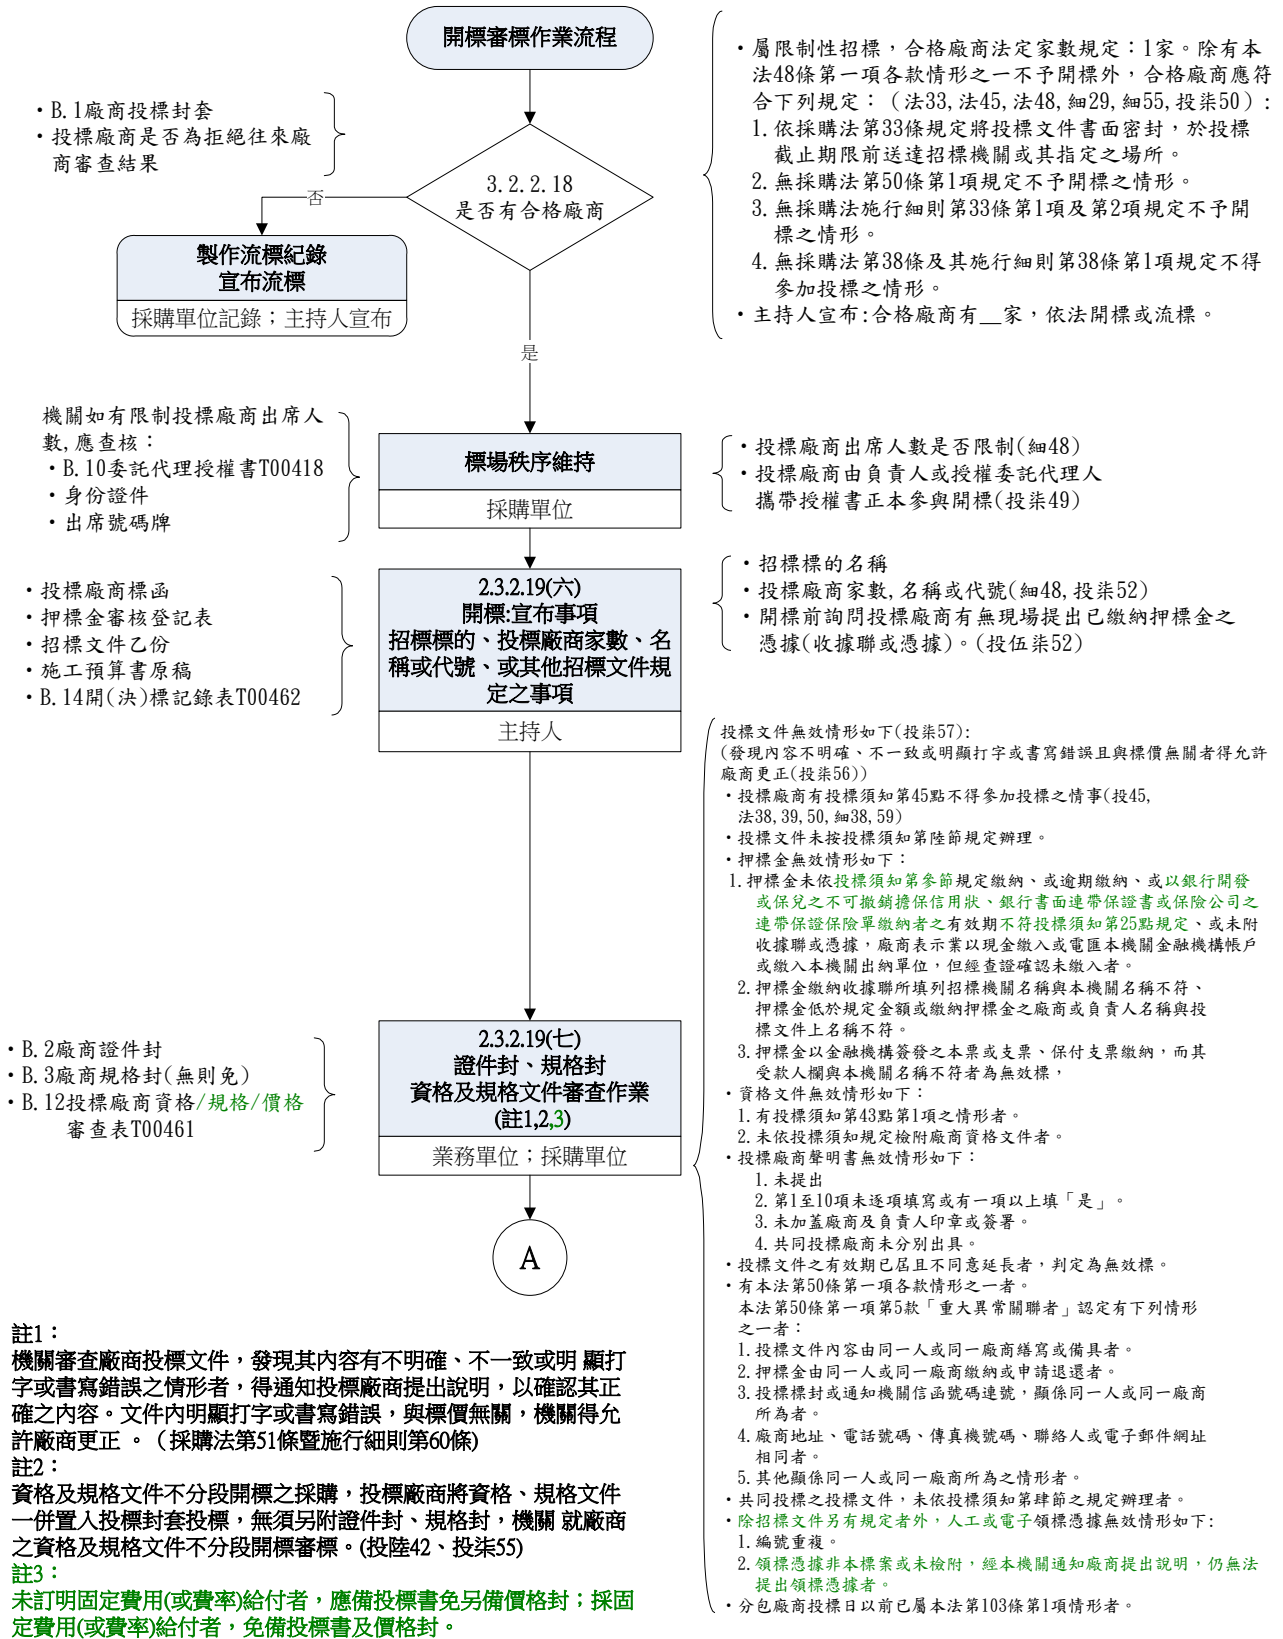 開標審標作業流程
・B.1廠商投標封套
・投標廠商是否為拒絕往來廠
商審查結果
3.2.2.18
是否有合格廠商
否
製作流標紀錄
宣布流標
採購單位記錄；主持人宣布
是
・屬限制性招標，合格廠商法定家數規定：1家。除有本
法48條第一項各款情形之一不予開標外，合格廠商應符
合下列規定：（法33,法45,法48,細29,細55,投柒50）:
1.依採購法第33條規定將投標文件書面密封，於投標
截止期限前送達招標機關或其指定之場所。
2.無採購法第50條第1項規定不予開標之情形。
3.無採購法施行細則第33條第1項及第2項規定不予開
標之情形。
4.無採購法第38條及其施行細則第38條第1項規定不得
參加投標之情形。
・主持人宣布:合格廠商有__家，依法開標或流標。
機關如有限制投標廠商出席人
數,應查核：
・B.10委託代理授權書T00418
・身份證件
・出席號碼牌
標場秩序維持
採購單位
・投標廠商出席人數是否限制(細48)
・投標廠商由負責人或授權委託代理人
攜帶授權書正本參與開標(投柒49)
・投標廠商標函
・押標金審核登記表
・招標文件乙份
・施工預算書原稿
・B.14開(決)標記錄表T00462
2.3.2.19(六)
開標:宣布事項
招標標的、投標廠商家數、名
稱或代號、或其他招標文件規
定之事項
主持人
・招標標的名稱
・投標廠商家數,名稱或代號(細48,投柒52)
・開標前詢問投標廠商有無現場提出已繳納押標金之
憑據(收據聯或憑據)。(投伍柒52)
・B.2廠商證件封
・B.3廠商規格封(無則免)
・B.12投標廠商資格/規格/價格
審查表T00461
2.3.2.19(七)
證件封、規格封
資格及規格文件審查作業
(註1,2,3)
業務單位；採購單位
A
投標文件無效情形如下(投柒57):
(發現內容不明確、不一致或明顯打字或書寫錯誤且與標價無關者得允許
廠商更正(投柒56))
・投標廠商有投標須知第45點不得參加投標之情事(投45,
法38,39,50,細38,59)
・投標文件未按投標須知第陸節規定辦理。
・押標金無效情形如下：
1.押標金未依投標須知第參節規定繳納、或逾期繳納、或以銀行開發
或保兌之不可撤銷擔保信用狀、銀行書面連帶保證書或保險公司之
連帶保證保險單繳納者之有效期不符投標須知第25點規定、或未附
收據聯或憑據，廠商表示業以現金繳入或電匯本機關金融機構帳戶
或繳入本機關出納單位，但經查證確認未繳入者。
2.押標金繳納收據聯所填列招標機關名稱與本機關名稱不符、
押標金低於規定金額或繳納押標金之廠商或負責人名稱與投
標文件上名稱不符。
3.押標金以金融機構簽發之本票或支票、保付支票繳納，而其
受款人欄與本機關名稱不符者為無效標，
・資格文件無效情形如下：
1.有投標須知第43點第1項之情形者。
2.未依投標須知規定檢附廠商資格文件者。
・投標廠商聲明書無效情形如下：
1.未提出
2.第1至10項未逐項填寫或有一項以上填「是」。
3.未加蓋廠商及負責人印章或簽署。
4.共同投標廠商未分別出具。
・投標文件之有效期已屆且不同意延長者，判定為無效標。
・有本法第50條第一項各款情形之一者。
本法第50條第一項第5款「重大異常關聯者」認定有下列情形
之一者：
1.投標文件內容由同一人或同一廠商繕寫或備具者。
2.押標金由同一人或同一廠商繳納或申請退還者。
3.投標標封或通知機關信函號碼連號，顯係同一人或同一廠商
所為者。
4.廠商地址、電話號碼、傳真機號碼、聯絡人或電子郵件網址
相同者。
5.其他顯係同一人或同一廠商所為之情形者。
・共同投標之投標文件，未依投標須知第肆節之規定辦理者。
・除招標文件另有規定者外，人工或電子領標憑據無效情形如下:
1.編號重複。
2.領標憑據非本標案或未檢附，經本機關通知廠商提出說明，仍無法
提出領標憑據者。
・分包廠商投標日以前已屬本法第103條第1項情形者。
註1：
機關審查廠商投標文件，發現其內容有不明確、不一致或明 顯打
字或書寫錯誤之情形者，得通知投標廠商提出說明，以確認其正
確之內容。文件內明顯打字或書寫錯誤，與標價無關，機關得允
許廠商更正 。（採購法第51條暨施行細則第60條)
註2：
資格及規格文件不分段開標之採購，投標廠商將資格、規格文件
一併置入投標封套投標，無須另附證件封、規格封，機關 就廠商
之資格及規格文件不分段開標審標。(投陸42、投柒55)
註3：
未訂明固定費用(或費率)給付者，應備投標書免另備價格封；採固
定費用(或費率)給付者，免備投標書及價格封。